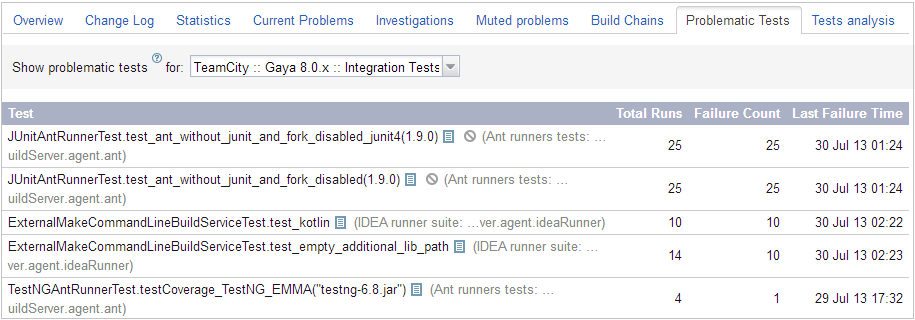 Overview Change Log Statistics Current Problems Investigations Muted problems Build Chains Problematic Tests Tests analysis
Show problematic tests ? for: TeamCity :: Gaya 8.0.x :: Integration Tests
Test Total Runs Failure Count Last Failure Time
JUnitAntRunnerTest.test_ant_without_junit_and_fork_disabled_junit4(1.9.0) (Ant runners tests: …
uildServer.agent.ant) 25 25 30 Jul 13 01:24
JUnitAntRunnerTest.test_ant_without_junit_and_fork_disabled(1.9.0) (Ant runners tests: …
uildServer.agent.ant) 25 25 30 Jul 13 01:24
ExternalMakeCommandLineBuildServiceTest.test_kotlin (IDEA runner suite: …ver.agent.ideaRunner) 10 10 30 Jul 13 02:22
ExternalMakeCommandLineBuildServiceTest.test_empty_additional_lib_path (IDEA runner suite: …
ver.agent.ideaRunner) 14 10 30 Jul 13 02:23
TestNGAntRunnerTest.testCoverage_TestNG_EMMA("testng-6.8.jar") (Ant runners tests: …
uildServer.agent.ant) 4 1 29 Jul 13 17:32